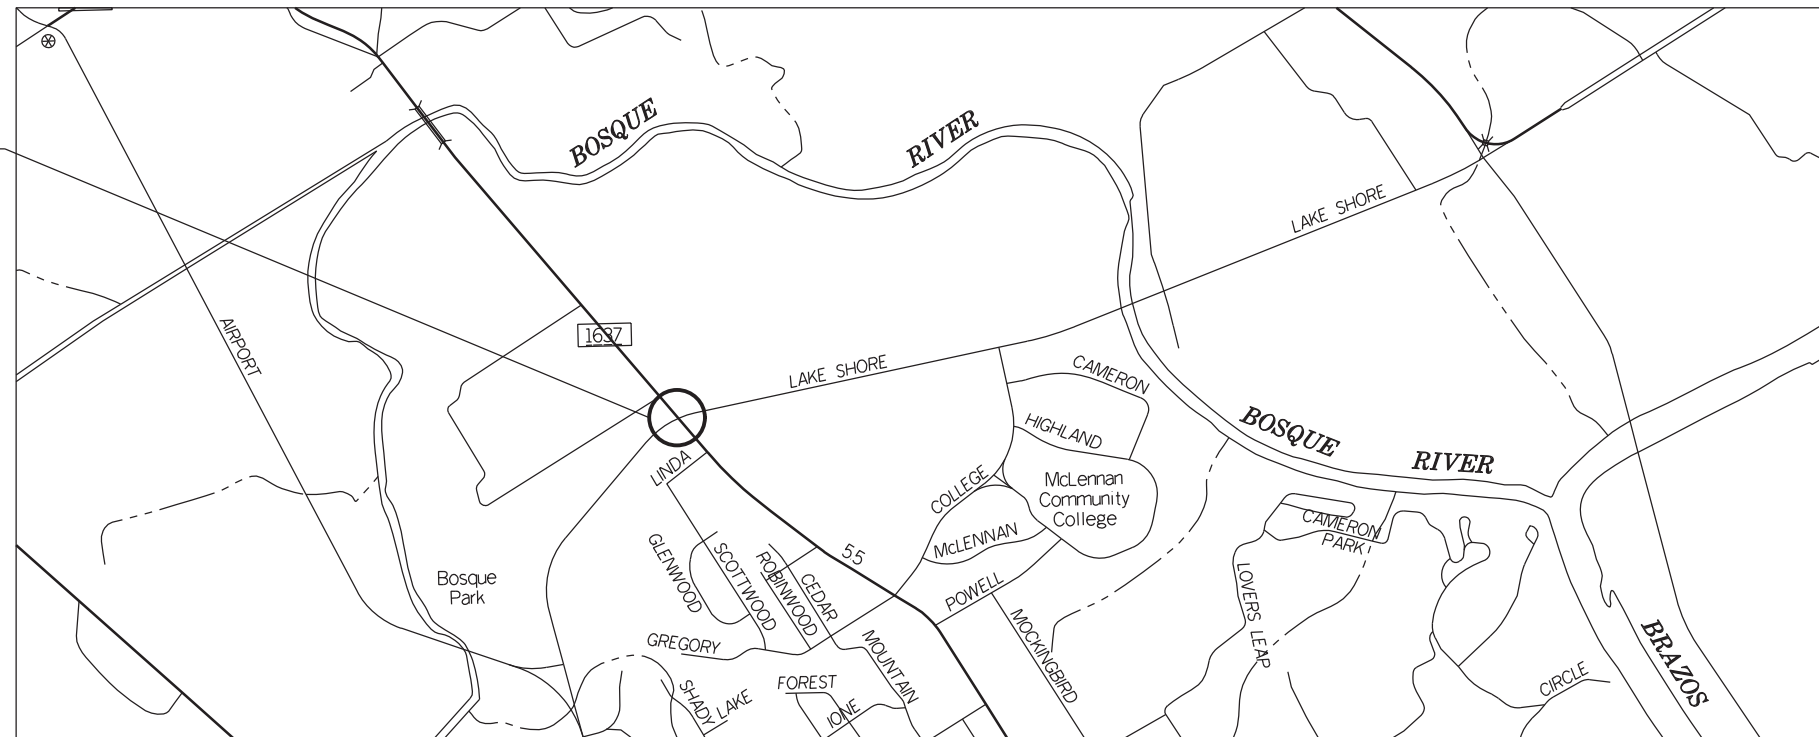 BOSQUE
RIVER
LAKE SHORE
AIRPORT
1637
LAKE SHORE
CAMERON
HIGHLAND
BOSQUE
RIVER
LINDA
COLLEGE
McLennan
Community
College
McLENNAN
CAMERON
PARK
55
GLENWOOD
SCOTTWOOD
ROBINWOOD
CEDAR
Bosque
Park
POWELL
MOCKINGBIRD
LOVERS LEAP
GREGORY
MOUNTAIN
BRAZOS
SHADY
LAKE
FOREST
IONE
CIRCLE